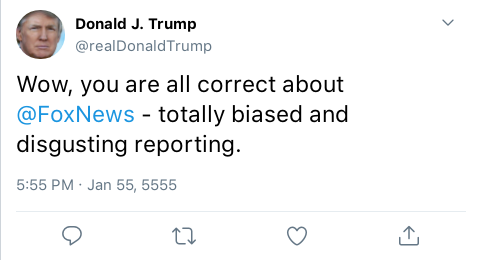 Donald J. Trump
@realDonaldTrump
Wow, you are all correct about
@FoxNews - totally biased and
disgusting reporting.
5:55 PM · Jan 55, 5555